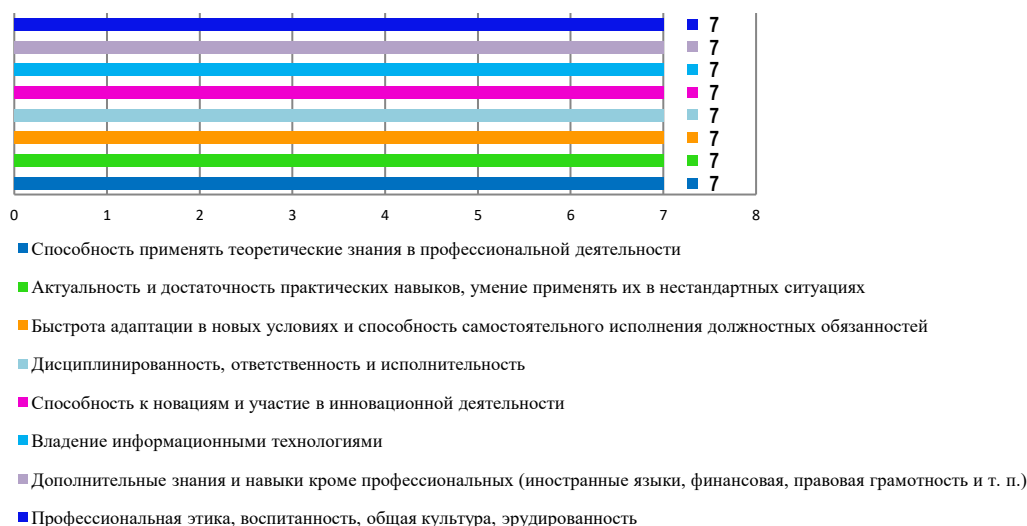 7
7
7
7
7
7
7
7
0 1 2 3 4 5 6 7 8
Способность применять теоретические знания в профессиональной деятельности
Актуальность и достаточность практических навыков, умение применять их в нестандартных ситуациях
Быстрота адаптации в новых условиях и способность самостоятельного исполнения должностных обязанностей
Дисциплинированность, ответственность и исполнительность
Способность к новациям и участие в инновационной деятельности
Владение информационными технологиями
Дополнительные знания и навыки кроме профессиональных (иностранные языки, финансовая, правовая грамотность и т. п.)
Профессиональная этика, воспитанность, общая культура, эрудированность